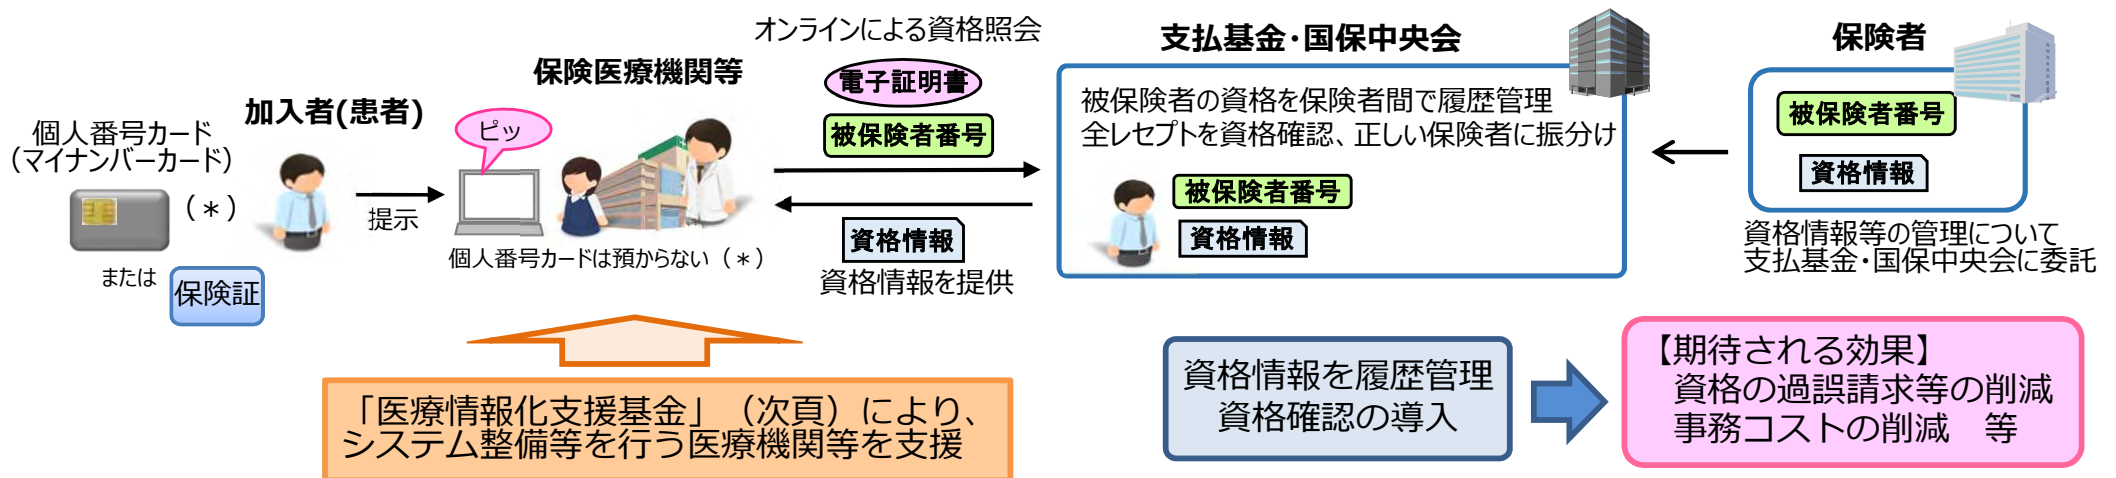 個人番号カード
（マイナンバーカード）
（＊）
または
保険証
加入者(患者)
提示
保険医療機関等
ピッ
個人番号カードは預からない（＊）
オンラインによる資格照会
電子証明書
被保険者番号
資格情報
資格情報を提供
支払基金・国保中央会
被保険者の資格を保険者間で履歴管理
全レセプトを資格確認、正しい保険者に振分け
被保険者番号
資格情報
保険者
被保険者番号
資格情報
資格情報等の管理について
支払基金・国保中央会に委託
「医療情報化支援基金」（次頁）により、
システム整備等を行う医療機関等を支援
資格情報を履歴管理
資格確認の導入
【期待される効果】
資格の過誤請求等の削減
事務コストの削減　等